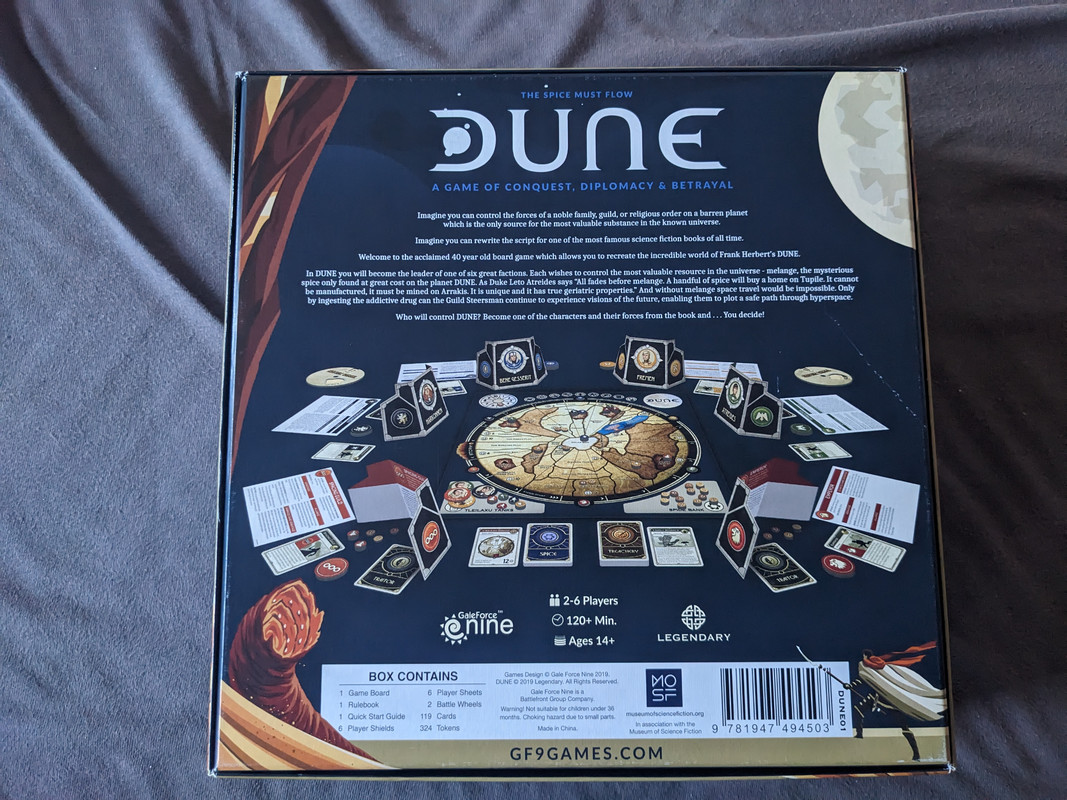 THE SPICE MUST FLOW
DUNE
A GAME OF CONQUEST, DIPLOMACY & BETRAYAL
Imagine you can control the forces of a noble family, guild, or religious order on a barren planet
which is the only source for the most valuable substance in the known universe.
Imagine you can rewrite the script for one of the most famous science fiction books of all time.
Welcome to the acclaimed 40 year old board game which allows you to recreate the incredible world of Frank Herbert's DUNE.
In DUNE you will become the leader of one of six great factions. Each wishes to control the most valuable resource in the universe - melange, the mysterious
spice only found at great cost on the planet DUNE. As Duke Leto Atreides says "All fades before melange. A handful of spice will buy a home on Tupile. It cannot
be manufactured, it must be mined on Arrakis. It is unique and it has true geriatric properties." And without melange space travel would be impossible. Only
by ingesting the addictive drug can the Guild Steersman continue to experience visions of the future, enabling them to plot a safe path through hyperspace.
Who will control DUNE? Become one of the characters and their forces from the book and . . . You decide!
BENE GESSERIT
FREMEN
HARKONNEN
ATREIDES
DUNE
TLEILAXU TANKS
SPICE BANK
TRAITOR
12
SPICE
TREACHERY
TRAITOR
GaleForce™
nine
2-6 Players
120+ Min.
Ages 14+
LEGENDARY
BOX CONTAINS
1 Game Board
1 Rulebook
1 Quick Start Guide
6 Player Shields
6 Player Sheets
2 Battle Wheels
119 Cards
324 Tokens
Games Design © Gale Force Nine 2019.
DUNE © 2019 Legendary. All Rights Reserved.
Gale Force Nine is a
Battlefront Group Company.
Warning! Not suitable for children under 36
months. Choking hazard due to small parts.
Made in China.
MO
SF
museumofsciencefiction.org
In association with the
Museum of Science Fiction
9 781947 494503
DUNE01
GF9GAMES.COM